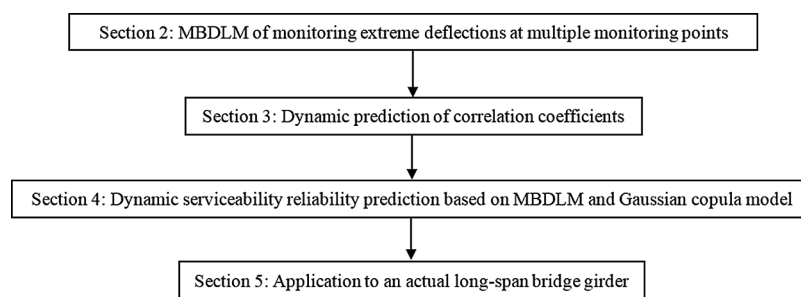 Section 2: MBDLM of monitoring extreme deflections at multiple monitoring points
Section 3: Dynamic prediction of correlation coefficients
Section 4: Dynamic serviceability reliability prediction based on MBDLM and Gaussian copula model
Section 5: Application to an actual long-span bridge girder